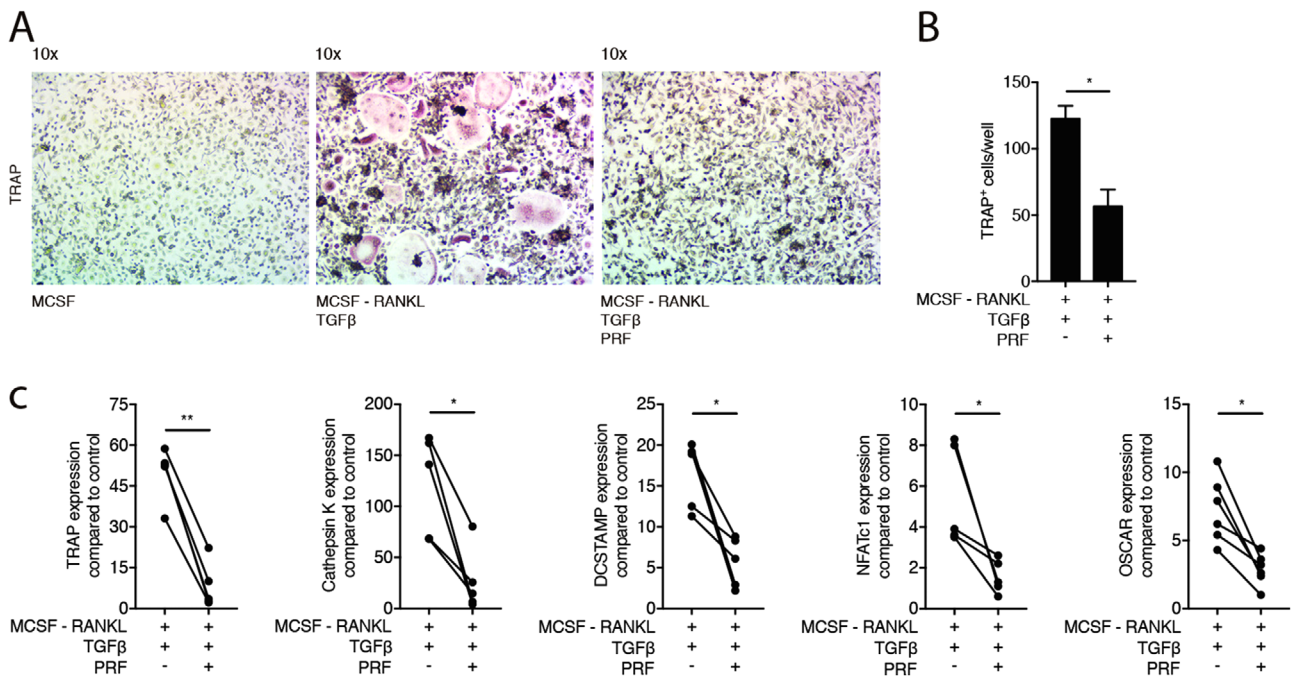 A
10x
10x
10x
TRAP
MCSF
MCSF - RANKL
TGFβ
MCSF - RANKL
TGFβ
PRF
B
TRAP+ cells/well
150
100
50
0
*
MCSF - RANKL + +
TGFβ + +
PRF - +
C
TRAP expression
compared to control
75
60
45
30
15
0
**
MCSF - RANKL + +
TGFβ + +
PRF - +
Cathepsin K expression
compared to control
200
150
100
50
0
*
+ +
+ +
- +
DCSTAMP expression
compared to control
25
20
15
10
5
0
*
MCSF - RANKL + +
TGFβ + +
PRF - +
NFATc1 expression
compared to control
10
8
6
4
2
0
*
MCSF - RANKL + +
TGFβ + +
PRF - +
OSCAR expression
compared to control
15
10
5
0
*
MCSF - RANKL + +
TGFβ + +
PRF - +